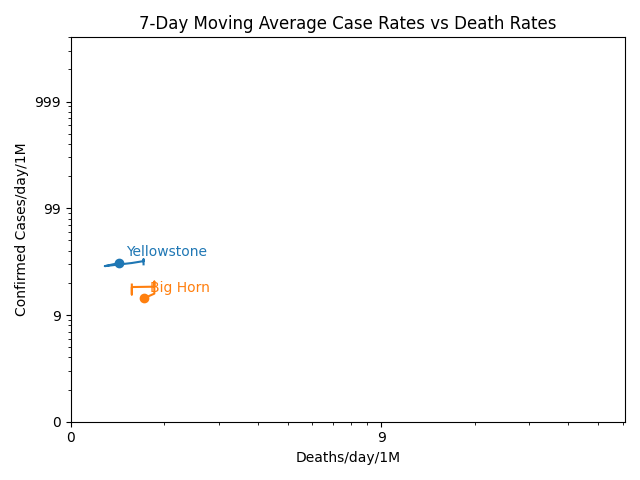 7-Day Moving Average Case Rates vs Death Rates
Confirmed Cases/day/1M
999
99
9
0
Yellowstone
Big Horn
0
9
Deaths/day/1M